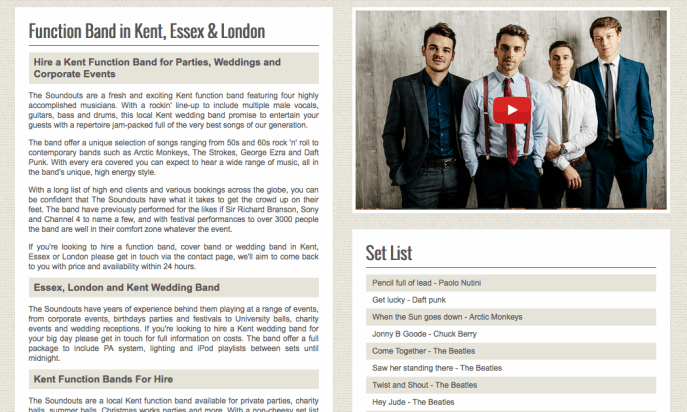 Function Band in Kent, Essex & London
Hire a Kent Function Band for Parties, Weddings and
Corporate Events
The Soundouts are a fresh and exciting Kent function band featuring four highly
accomplished musicians. With a rockin' line-up to include multiple male vocals,
guitars, bass and drums, this local Kent wedding band promise to entertain your
guests with a repertoire jam-packed full of the very best songs of our generation.
The band offer a unique selection of songs ranging from 50s and 60s rock 'n' roll to
contemporary bands such as Arctic Monkeys, The Strokes, George Ezra and Daft
Punk. With every era covered you can expect to hear a wide range of music, all in
the band's unique, high energy style.
With a long list of high end clients and various bookings across the globe, you can
be confident that The Soundouts have what it takes to get the crowd up on their
feet. The band have previously performed for the likes if Sir Richard Branson, Sony
and Channel 4 to name a few, and with festival performances to over 3000 people
the band are well in their comfort zone whatever the event.
If you're looking to hire a function band, cover band or wedding band in Kent,
Essex or London please get in touch via the contact page, we'll aim to come back
to you with price and availability within 24 hours.
Essex, London and Kent Wedding Band
The Soundouts have years of experience behind them playing at a range of events,
from corporate events, birthdays parties and festivals to University balls, charity
events and wedding receptions. If you're looking to hire a Kent wedding band for
your big day please get in touch for full information on costs. The band offer a full
package to include PA system, lighting and iPod playlists between sets until
midnight.
Kent Function Bands For Hire
The Soundouts are a local Kent function band available for private parties, charity
balls, summer balls, Christmas works parties and more. With a non-cheesy set list
Set List
Pencil full of lead - Paolo Nutini
Get lucky - Daft punk
When the Sun goes down - Arctic Monkeys
Jonny B Goode - Chuck Berry
Come Together - The Beatles
Saw her standing there - The Beatles
Twist and Shout - The Beatles
Hey Jude - The Beatles